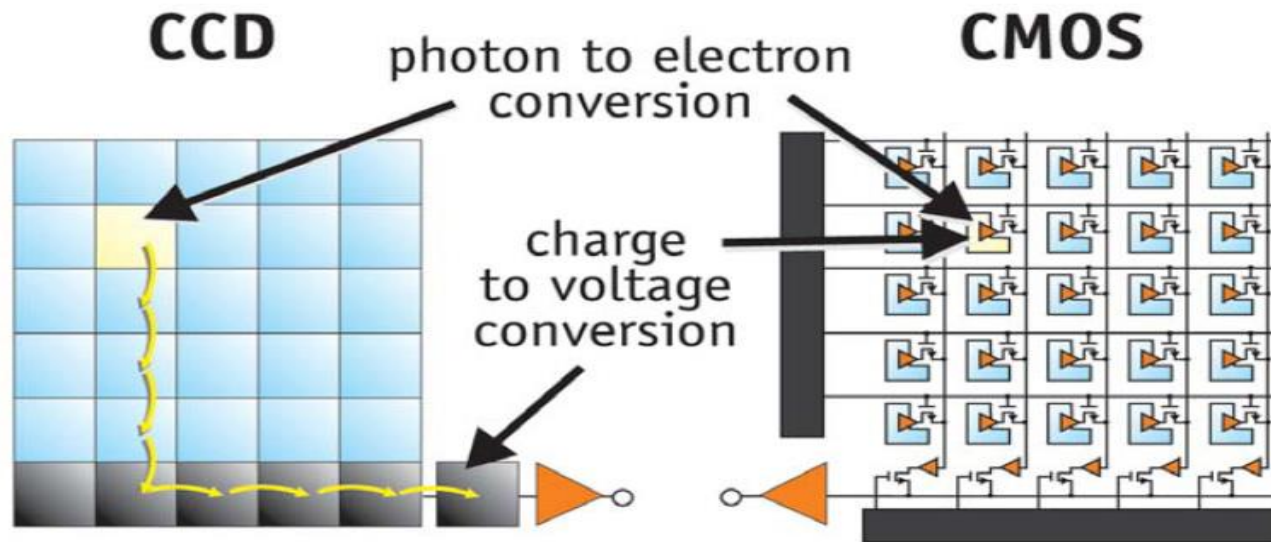 CCD
CMOS
photon to electron
conversion
charge
to voltage
conversion